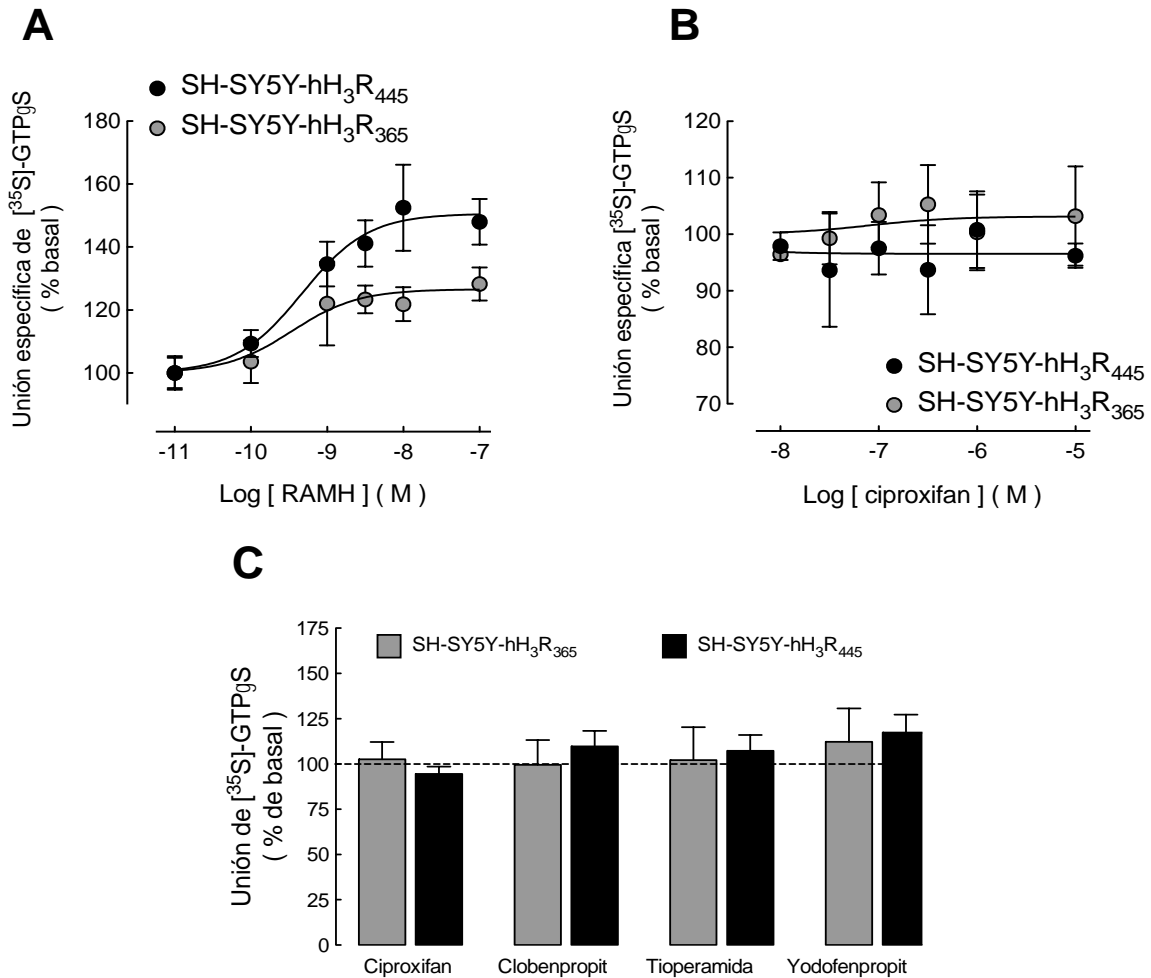 A
SH-SY5Y-hH₃R₄₄₅
SH-SY5Y-hH₃R₃₆₅
Unión específica de [³⁵S]-GTPgS
( % basal )
180
160
140
120
100
-11 -10 -9 -8 -7
Log [ RAMH ] ( M )
B
Unión específica [³⁵S]-GTPgS
( % basal )
120
110
100
90
80
70
SH-SY5Y-hH₃R₄₄₅
SH-SY5Y-hH₃R₃₆₅
-8 -7 -6 -5
Log [ ciproxifan ] ( M )
C
Unión de [³⁵S]-GTPgS
( % de basal )
175
150
125
100
75
50
25
0
SH-SY5Y-hH₃R₃₆₅ SH-SY5Y-hH₃R₄₄₅
Ciproxifan Clobenpropit Tioperamida Yodofenpropit